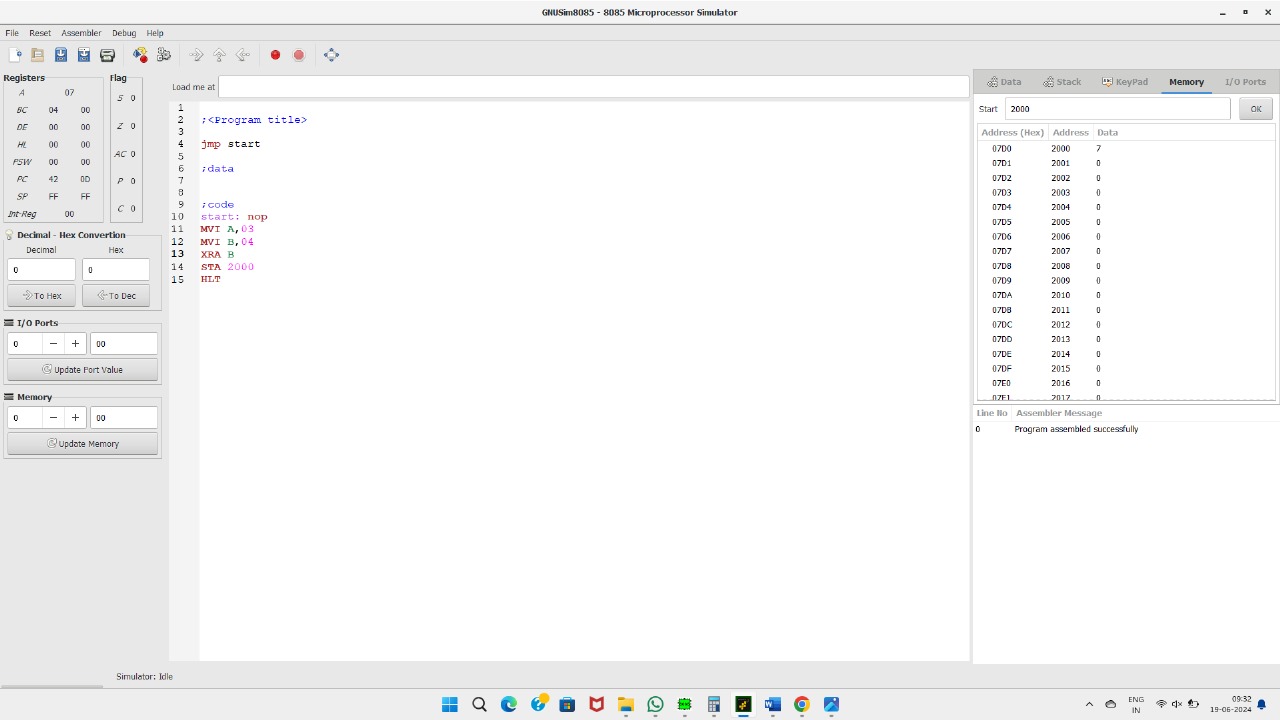 GNUSim8085 - 8085 Microprocessor Simulator
File Reset Assembler Debug Help
Registers
A 07
BC 04 00
DE 00 00
HL 00 00
PSW 00 00
PC 42 0D
SP FF FF
Int-Reg 00
Flag
S 0
Z 0
AC 0
P 0
C 0
Decimal - Hex Convertion
Decimal Hex
0 0
To Hex To Dec
I/O Ports
0 − + 00
Update Port Value
Memory
0 − + 00
Update Memory
Load me at
1
2 ;<Program title>
3
4 jmp start
5
6 ;data
7
8
9 ;code
10 start: nop
11 MVI A,03
12 MVI B,04
13 XRA B
14 STA 2000
15 HLT
Data Stack KeyPad Memory I/O Ports
Start 2000 OK
Address (Hex) Address Data
07D0 2000 7
07D1 2001 0
07D2 2002 0
07D3 2003 0
07D4 2004 0
07D5 2005 0
07D6 2006 0
07D7 2007 0
07D8 2008 0
07D9 2009 0
07DA 2010 0
07DB 2011 0
07DC 2012 0
07DD 2013 0
07DE 2014 0
07DF 2015 0
07E0 2016 0
07E1 2017 0
Line No Assembler Message
0 Program assembled successfully
Simulator: Idle
ENG
IN
09:32
19-06-2024